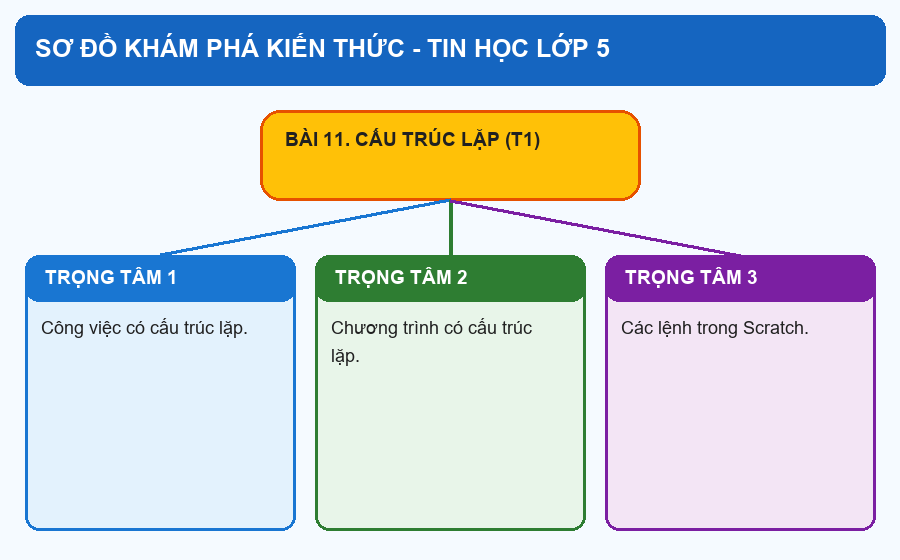 SƠ ĐỒ KHÁM PHÁ KIẾN THỨC - TIN HỌC LỚP 5
BÀI 11. CẤU TRÚC LẶP (T1)
TRỌNG TÂM 1
Công việc có cấu trúc lặp.
TRỌNG TÂM 2
Chương trình có cấu trúc
lặp.
TRỌNG TÂM 3
Các lệnh trong Scratch.